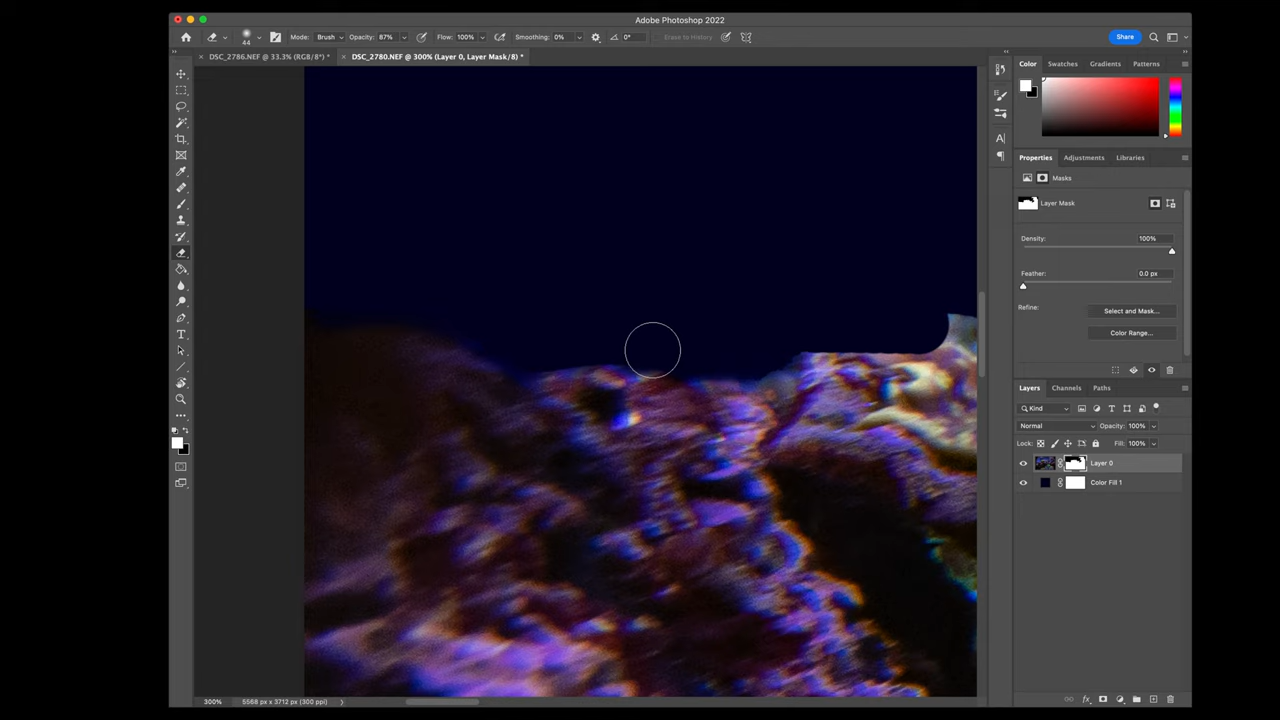 Adobe Photoshop 2022
44
Mode: Brush
Opacity: 87%
Flow: 100%
Smoothing: 0%
0°
Erase to History
Share
DSC_2786.NEF @ 33.3% (RGB/8*) *
DSC_2780.NEF @ 300% (Layer 0, Layer Mask/8) *
Color
Swatches
Gradients
Patterns
Properties
Adjustments
Libraries
Masks
Layer Mask
Density:
100%
Feather:
0.0 px
Refine:
Select and Mask...
Color Range...
Layers
Channels
Paths
Kind
Normal
Opacity: 100%
Lock:
Fill: 100%
Layer 0
Color Fill 1
300%
5568 px x 3712 px (300 ppi)